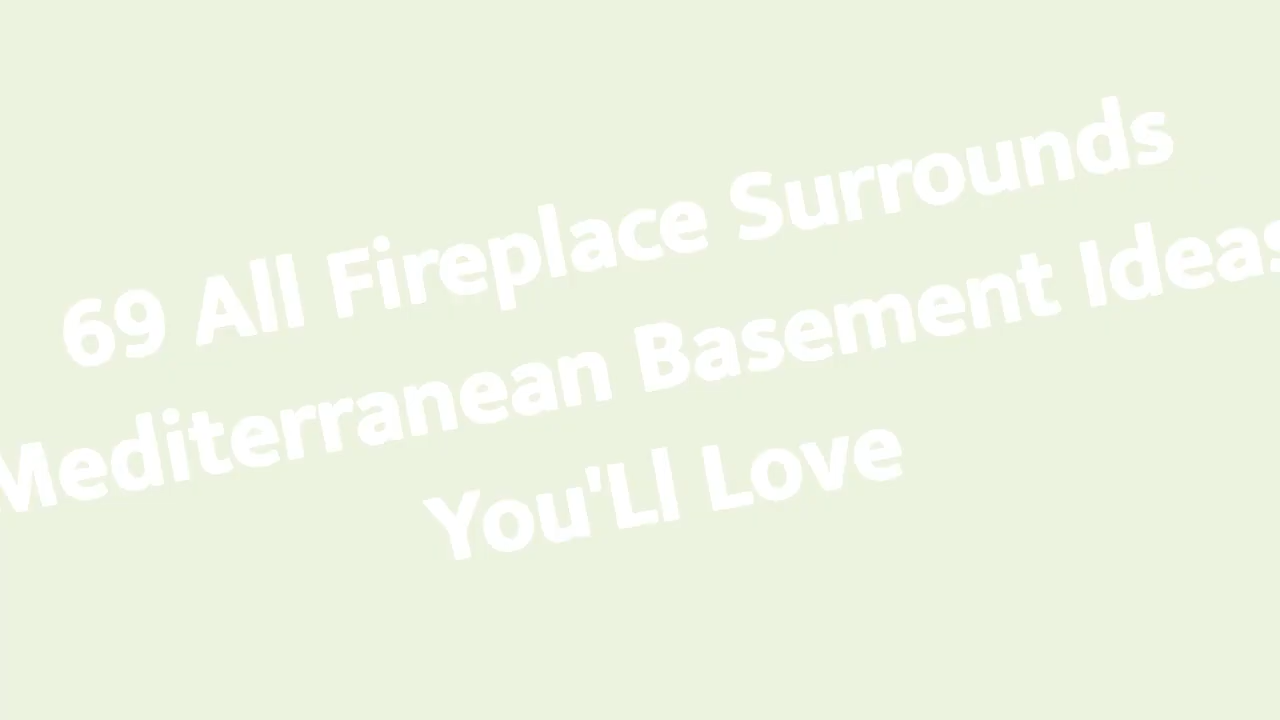 69 All Fireplace Surrounds
Mediterranean Basement Ideas
You'Ll Love